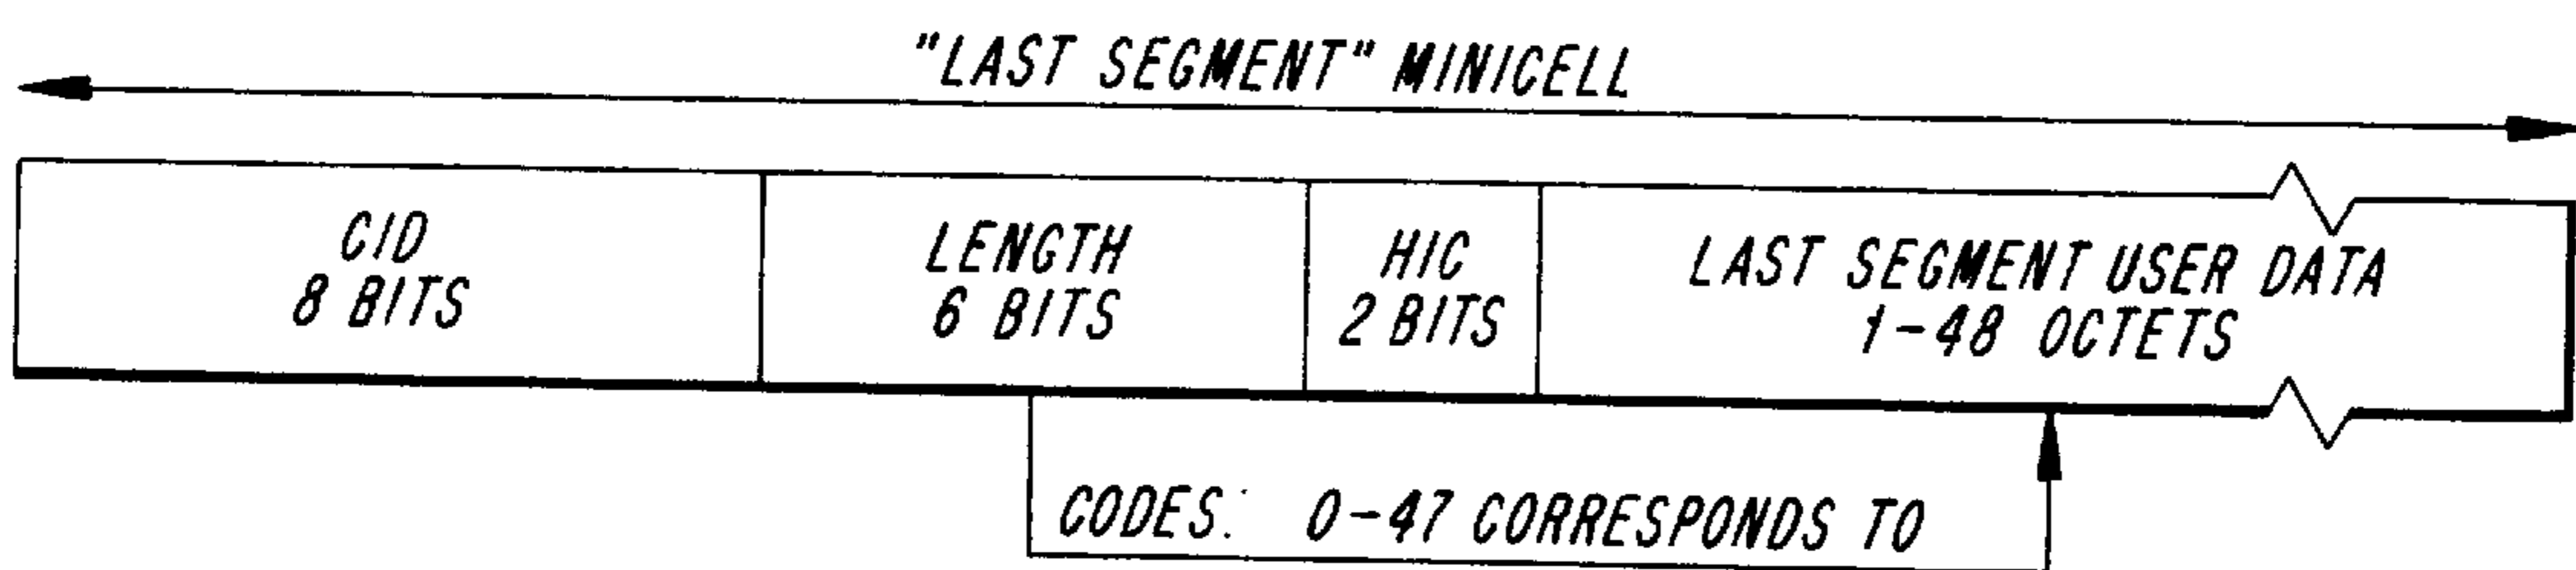 "LAST SEGMENT" MINICELL
CID
8 BITS
LENGTH
6 BITS
HIC
2 BITS
LAST SEGMENT USER DATA
1-48 OCTETS
CODES: 0-47 CORRESPONDS TO